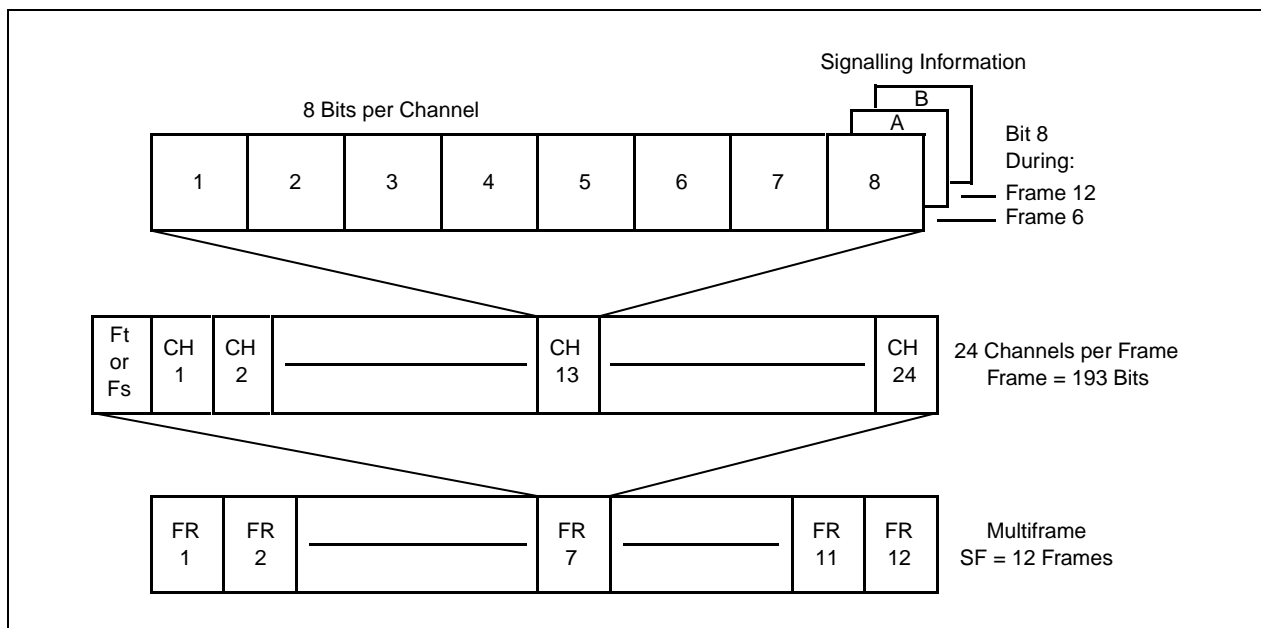 Signalling Information
8 Bits per Channel
B
A
Bit 8
During:
Frame 12
Frame 6
1 2 3 4 5 6 7 8
Ft
or
Fs
CH
1
CH
2
CH
13
CH
24
24 Channels per Frame
Frame = 193 Bits
FR
1
FR
2
FR
7
FR
11
FR
12
Multiframe
SF = 12 Frames